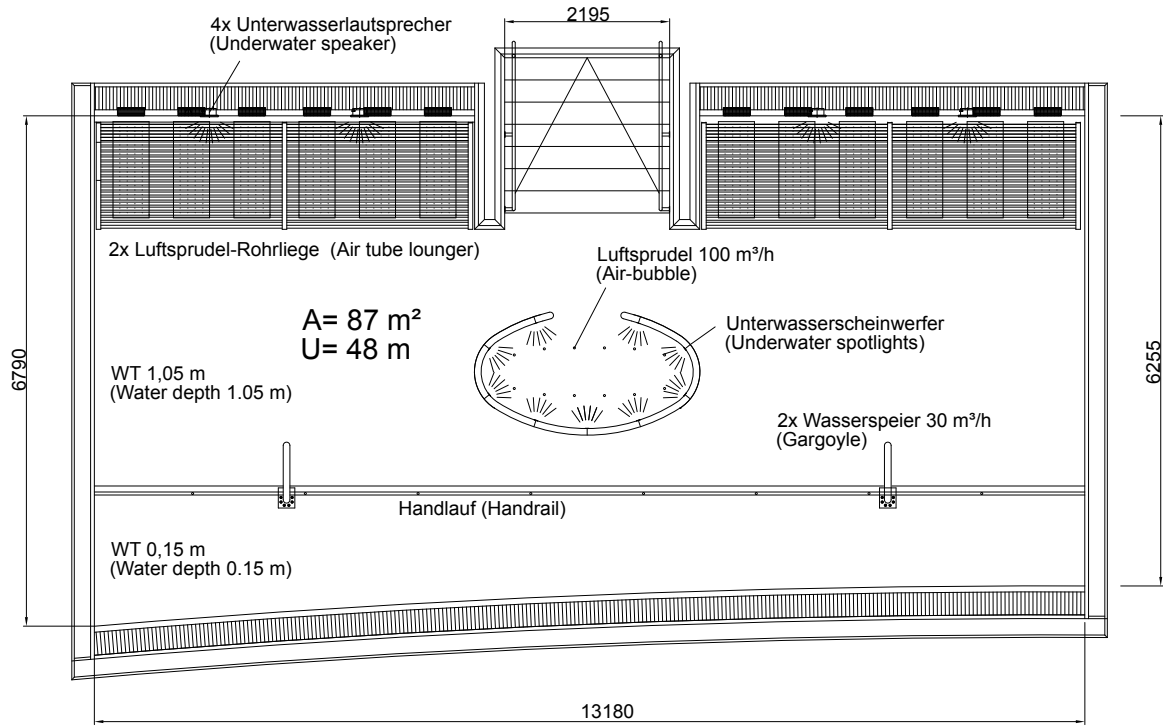 2195
4x Unterwasserlautsprecher
(Underwater speaker)
2x Luftsprudel-Rohrliege (Air tube lounger)
Luftsprudel 100 m³/h
(Air-bubble)
A= 87 m²
U= 48 m
Unterwasserscheinwerfer
(Underwater spotlights)
6790
6255
WT 1,05 m
(Water depth 1.05 m)
2x Wasserspeier 30 m³/h
(Gargoyle)
Handlauf (Handrail)
WT 0,15 m
(Water depth 0.15 m)
13180